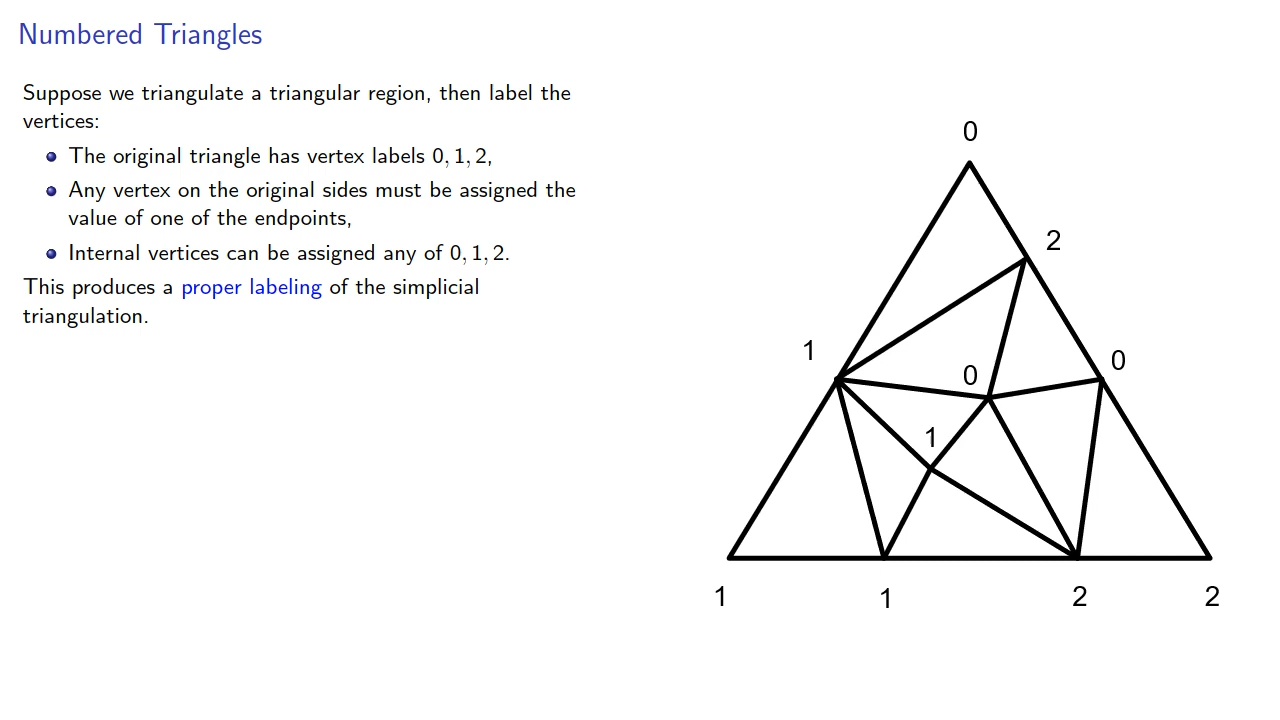 Numbered Triangles
Suppose we triangulate a triangular region, then label the
vertices:
The original triangle has vertex labels 0, 1, 2,
Any vertex on the original sides must be assigned the
value of one of the endpoints,
Internal vertices can be assigned any of 0, 1, 2.
This produces a proper labeling of the simplicial
triangulation.
0
2
1
0
0
1
1
1
2
2